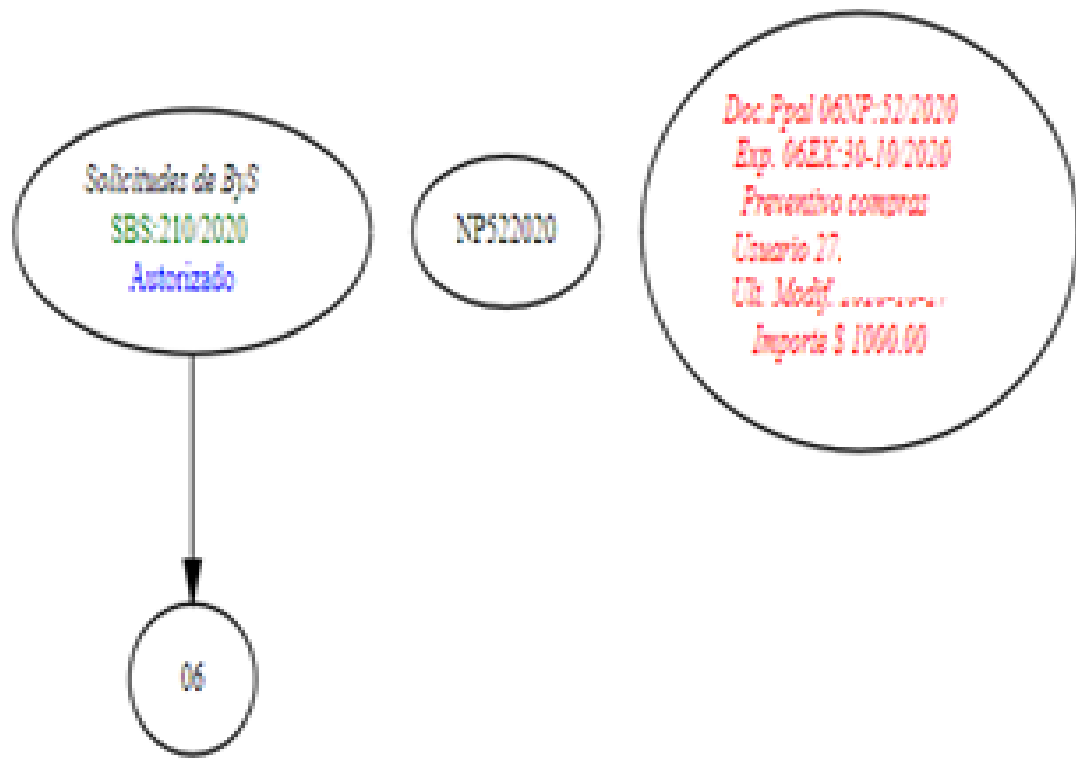 Solicitudes de ByS
SBS:210/2020
Autorizado
NP522020
Doc.Ppal 06NP:52/2020
Exp. 06EX:30-10/2020
Preventivo compras
Usuario 27.
Ult. Modif.
Importe $ 1000.00
06